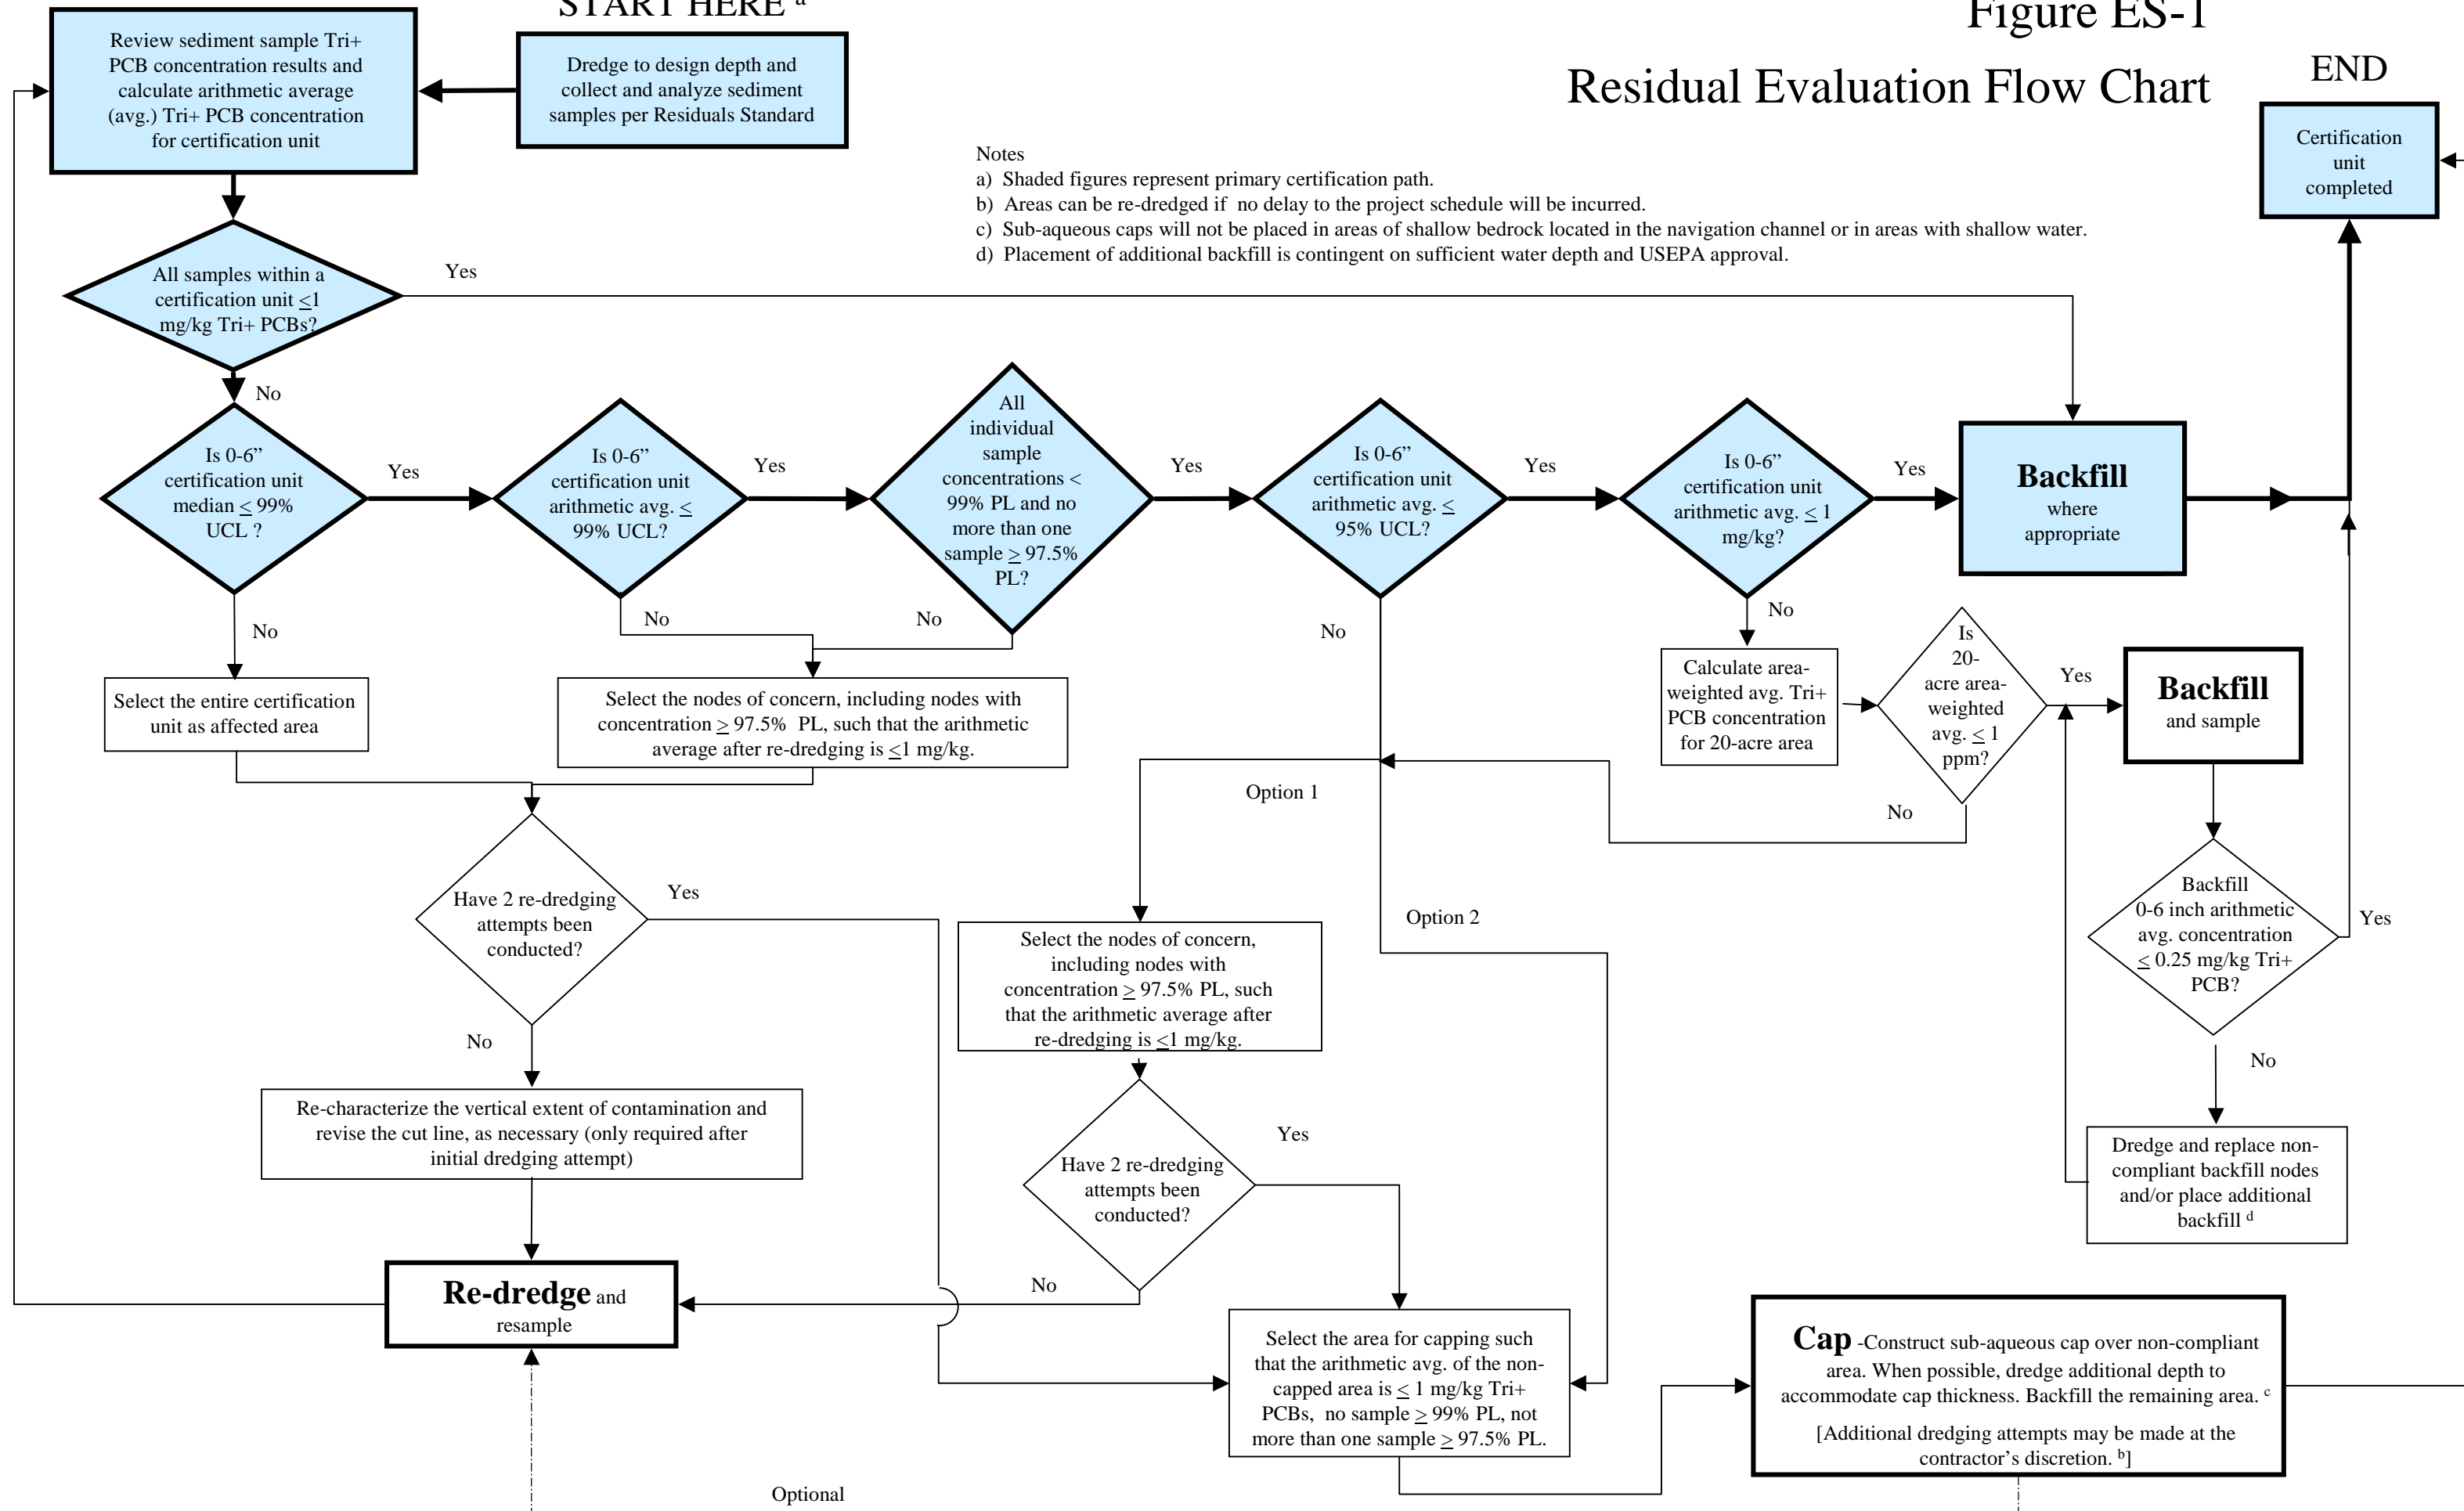 START HERE a
Figure ES-1
Residual Evaluation Flow Chart
END
Review sediment sample Tri+
PCB concentration results and
calculate arithmetic average
(avg.) Tri+ PCB concentration
for certification unit
Dredge to design depth and
collect and analyze sediment
samples per Residuals Standard
Certification
unit
completed
Notes
a) Shaded figures represent primary certification path.
b) Areas can be re-dredged if no delay to the project schedule will be incurred.
c) Sub-aqueous caps will not be placed in areas of shallow bedrock located in the navigation channel or in areas with shallow water.
d) Placement of additional backfill is contingent on sufficient water depth and USEPA approval.
All samples within a
certification unit ≤1
mg/kg Tri+ PCBs?
Yes
No
Is 0-6”
certification unit
median ≤ 99%
UCL ?
Yes
Is 0-6”
certification unit
arithmetic avg. ≤
99% UCL?
Yes
All
individual
sample
concentrations <
99% PL and no
more than one
sample ≥ 97.5%
PL?
Yes
Is 0-6”
certification unit
arithmetic avg. ≤
95% UCL?
Yes
Is 0-6”
certification unit
arithmetic avg. ≤ 1
mg/kg?
Yes
Backfill
where
appropriate
No
No
No
No
No
Select the entire certification
unit as affected area
Select the nodes of concern, including nodes with
concentration ≥ 97.5% PL, such that the arithmetic
average after re-dredging is ≤1 mg/kg.
Calculate area-
weighted avg. Tri+
PCB concentration
for 20-acre area
Is
20-
acre area-
weighted
avg. ≤ 1
ppm?
Yes
No
Backfill
and sample
Option 1
Option 2
Have 2 re-dredging
attempts been
conducted?
Yes
No
Select the nodes of concern,
including nodes with
concentration ≥ 97.5% PL, such
that the arithmetic average after
re-dredging is ≤1 mg/kg.
Backfill
0-6 inch arithmetic
avg. concentration
≤ 0.25 mg/kg Tri+
PCB?
Yes
No
Re-characterize the vertical extent of contamination and
revise the cut line, as necessary (only required after
initial dredging attempt)
Have 2 re-dredging
attempts been
conducted?
Yes
No
Dredge and replace non-
compliant backfill nodes
and/or place additional
backfill d
Re-dredge and
resample
Select the area for capping such
that the arithmetic avg. of the non-
capped area is ≤ 1 mg/kg Tri+
PCBs, no sample ≥ 99% PL, not
more than one sample ≥ 97.5% PL.
Cap -Construct sub-aqueous cap over non-compliant
area. When possible, dredge additional depth to
accommodate cap thickness. Backfill the remaining area. c
[Additional dredging attempts may be made at the
contractor’s discretion. b]
Optional